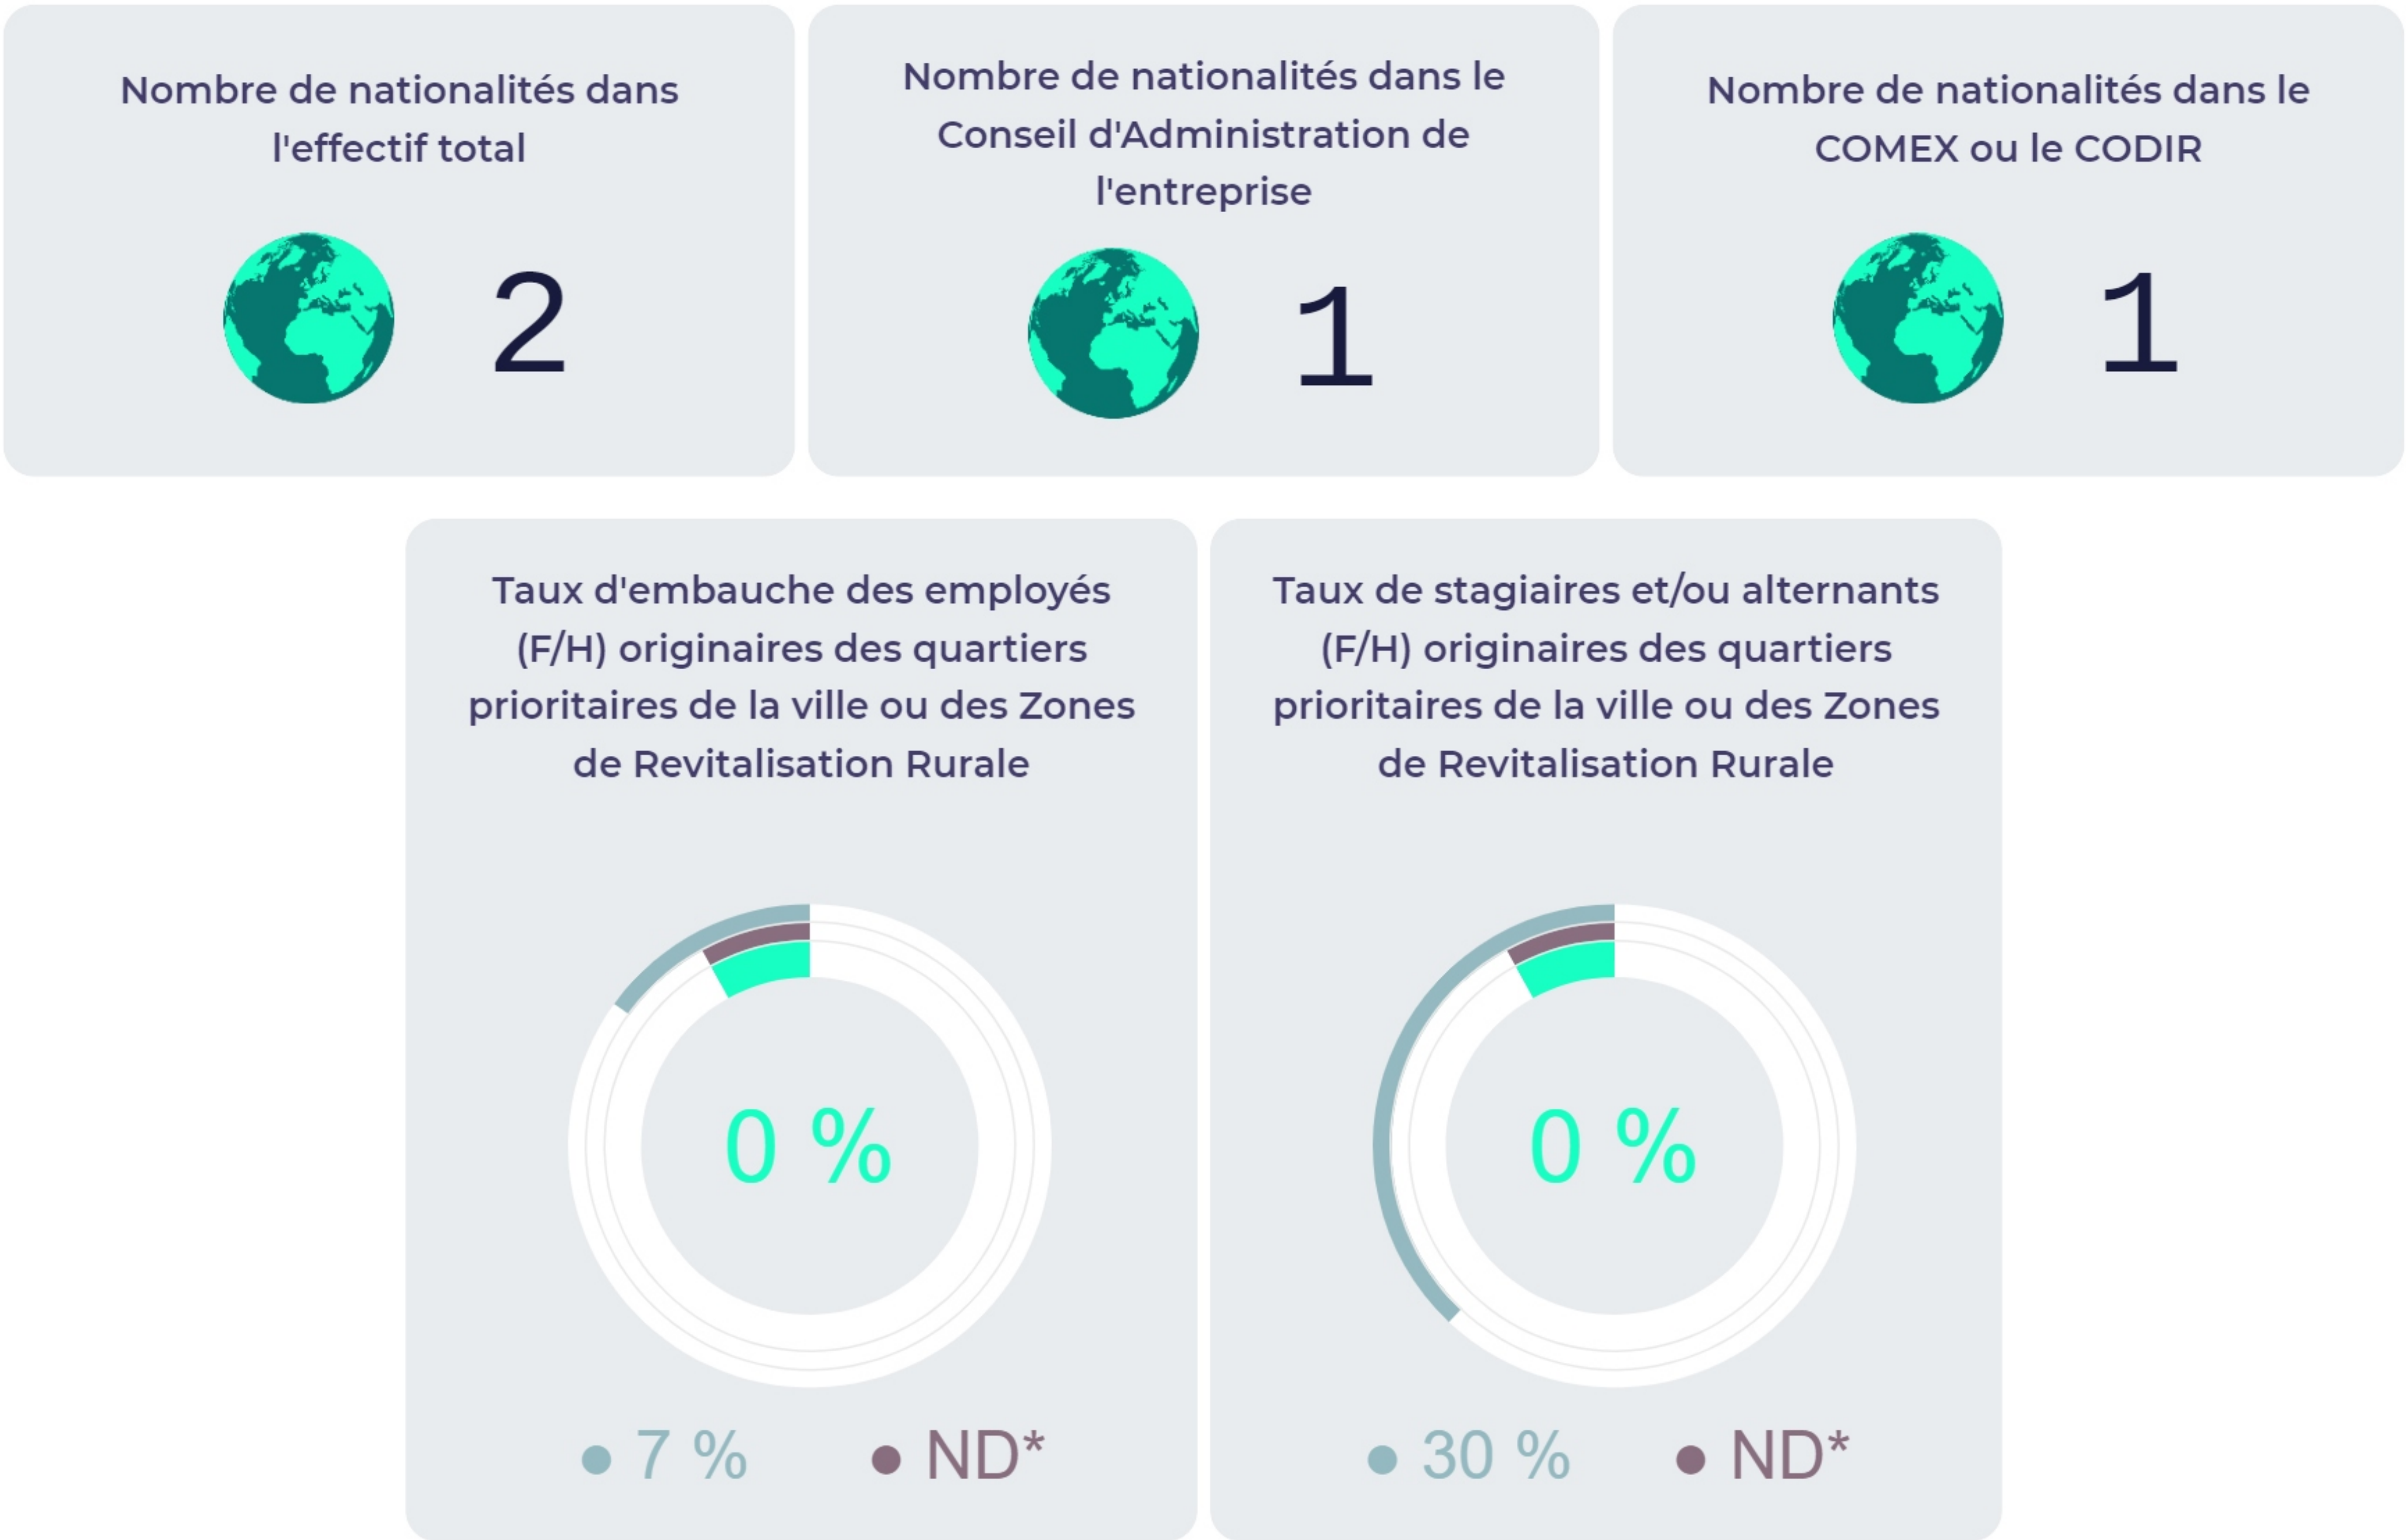 Nombre de nationalités dans
l'effectif total
2
Nombre de nationalités dans le
Conseil d'Administration de
l'entreprise
1
Nombre de nationalités dans le
COMEX ou le CODIR
1
Taux d'embauche des employés
(F/H) originaires des quartiers
prioritaires de la ville ou des Zones
de Revitalisation Rurale
0 %
7 %
ND*
Taux de stagiaires et/ou alternants
(F/H) originaires des quartiers
prioritaires de la ville ou des Zones
de Revitalisation Rurale
0 %
30 %
ND*